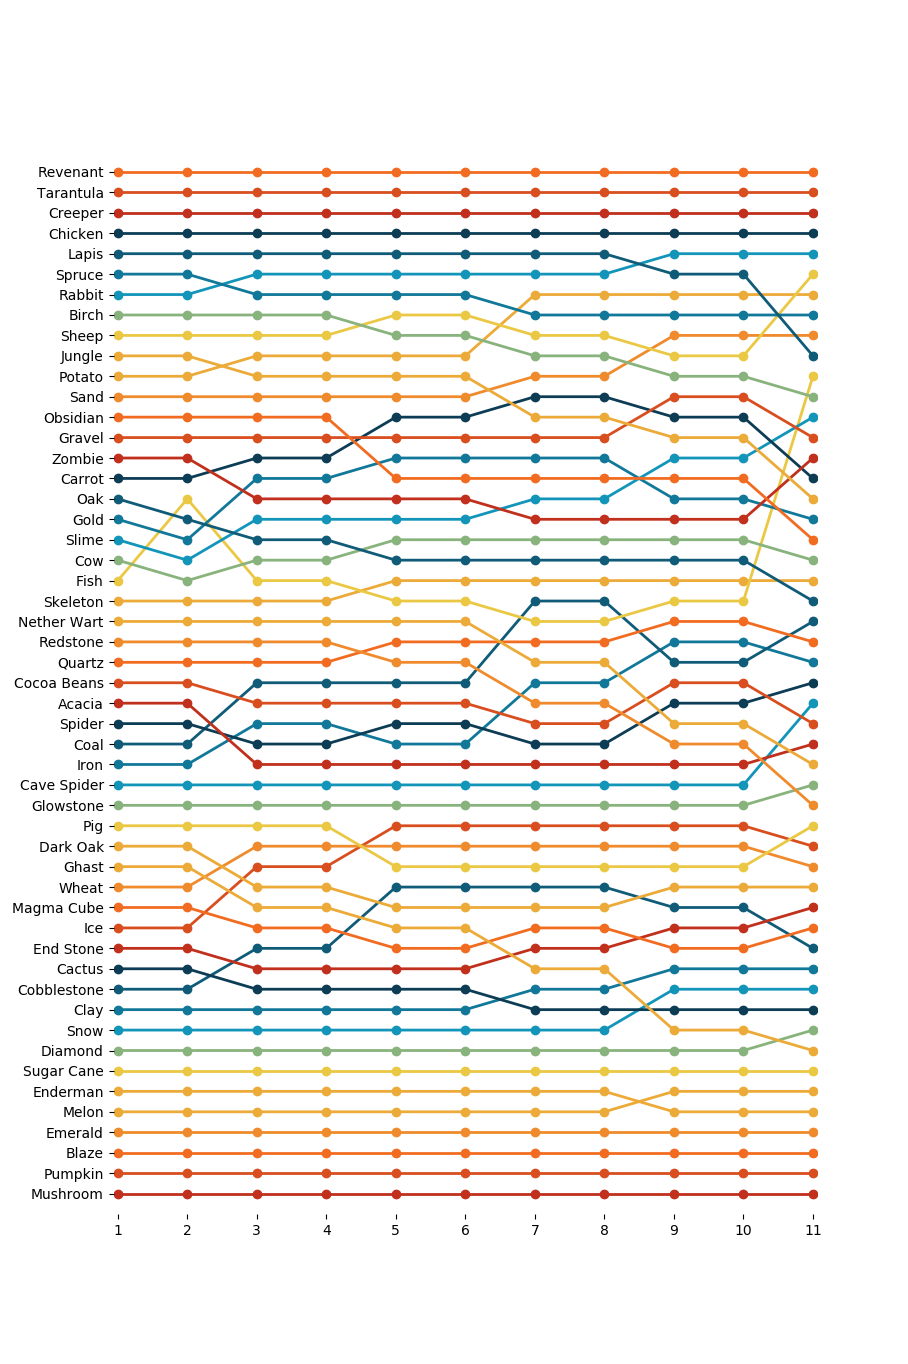 Revenant
Tarantula
Creeper
Chicken
Lapis
Spruce
Rabbit
Birch
Sheep
Jungle
Potato
Sand
Obsidian
Gravel
Zombie
Carrot
Oak
Gold
Slime
Cow
Fish
Skeleton
Nether Wart
Redstone
Quartz
Cocoa Beans
Acacia
Spider
Coal
Iron
Cave Spider
Glowstone
Pig
Dark Oak
Ghast
Wheat
Magma Cube
Ice
End Stone
Cactus
Cobblestone
Clay
Snow
Diamond
Sugar Cane
Enderman
Melon
Emerald
Blaze
Pumpkin
Mushroom
1 2 3 4 5 6 7 8 9 10 11